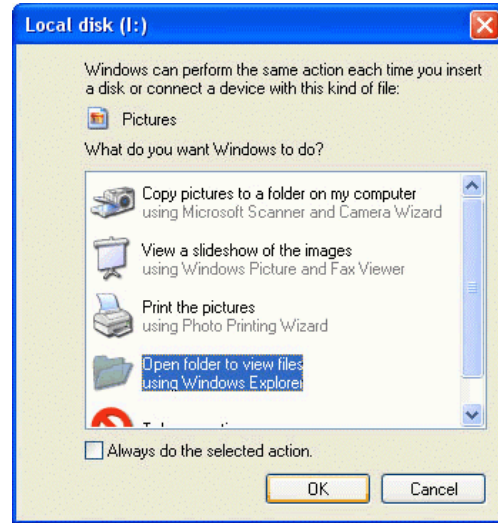 Local disk (I:)
Windows can perform the same action each time you insert
a disk or connect a device with this kind of file:
Pictures
What do you want Windows to do?
Copy pictures to a folder on my computer
using Microsoft Scanner and Camera Wizard
View a slideshow of the images
using Windows Picture and Fax Viewer
Print the pictures
using Photo Printing Wizard
Open folder to view files
using Windows Explorer
Always do the selected action.
OK
Cancel